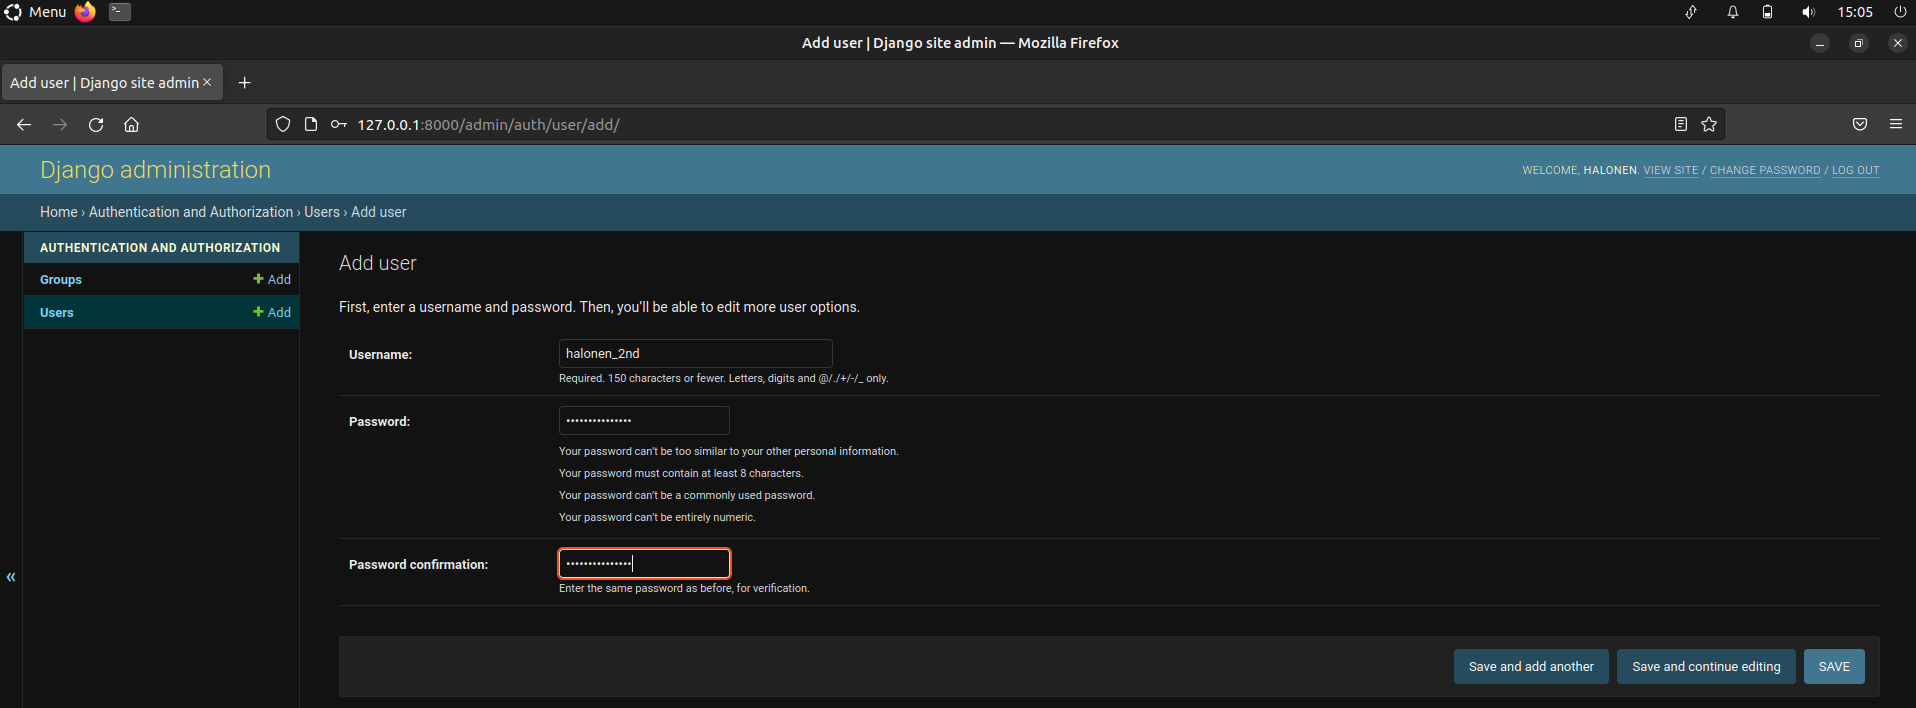 Menu 15:05
Add user | Django site admin — Mozilla Firefox
Add user | Django site admin
127.0.0.1:8000/admin/auth/user/add/
Django administration
WELCOME, HALONEN. VIEW SITE / CHANGE PASSWORD / LOG OUT
Home › Authentication and Authorization › Users › Add user
AUTHENTICATION AND AUTHORIZATION
Groups + Add
Users + Add
Add user
First, enter a username and password. Then, you’ll be able to edit more user options.
Username: halonen_2nd
Required. 150 characters or fewer. Letters, digits and @/./+/-/_ only.
Password: •••••••••••••••
Your password can’t be too similar to your other personal information.
Your password must contain at least 8 characters.
Your password can’t be a commonly used password.
Your password can’t be entirely numeric.
Password confirmation: •••••••••••••••
Enter the same password as before, for verification.
«
Save and add another Save and continue editing SAVE